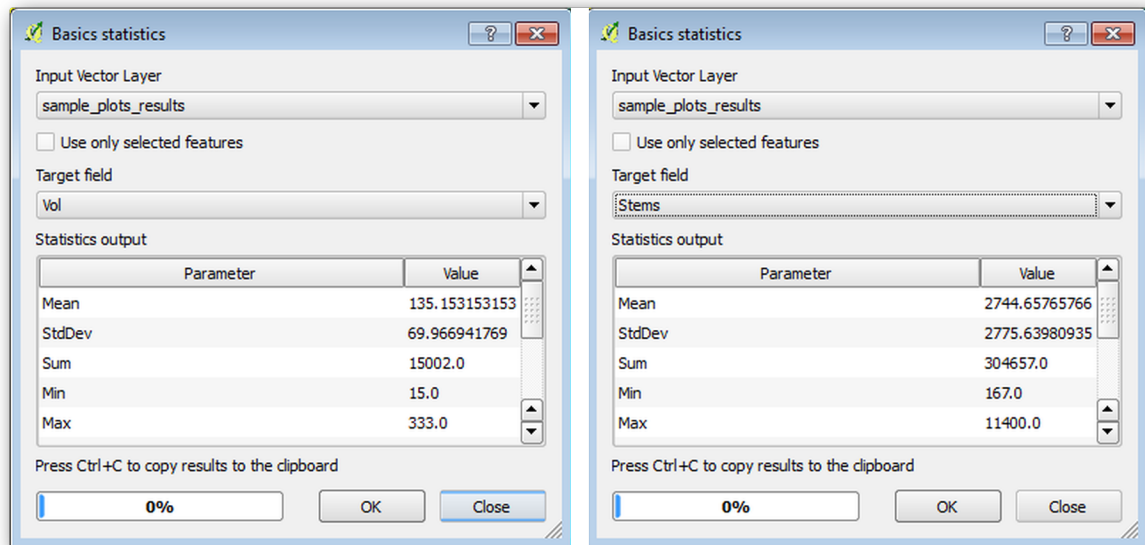 Basics statistics
Input Vector Layer
sample_plots_results
Use only selected features
Target field
Vol
Statistics output
Parameter Value
Mean 135.153153153
StdDev 69.966941769
Sum 15002.0
Min 15.0
Max 333.0
Press Ctrl+C to copy results to the clipboard
0% OK Close
Basics statistics
Input Vector Layer
sample_plots_results
Use only selected features
Target field
Stems
Statistics output
Parameter Value
Mean 2744.65765766
StdDev 2775.63980935
Sum 304657.0
Min 167.0
Max 11400.0
Press Ctrl+C to copy results to the clipboard
0% OK Close